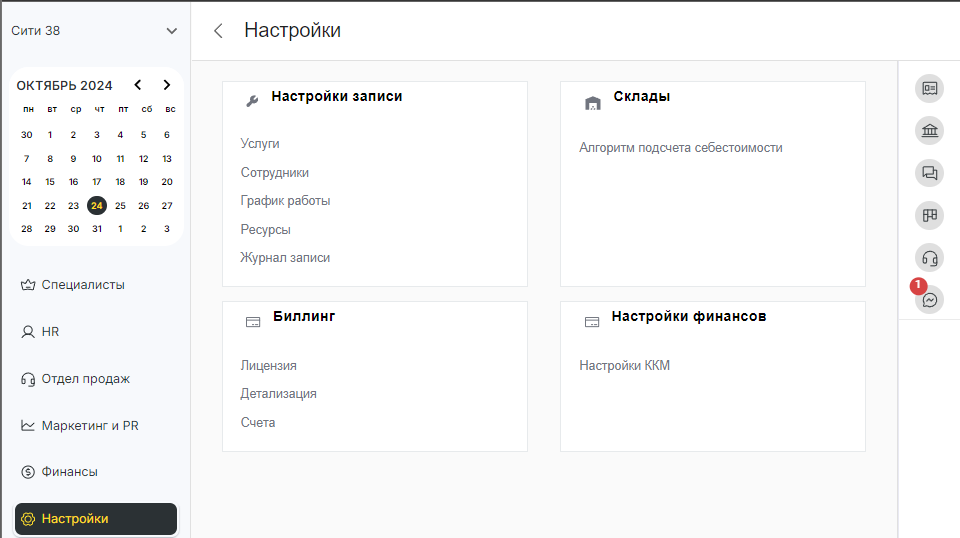 Сити 38
ОКТЯБРЬ 2024
пн вт ср чт пт сб вс
30 1 2 3 4 5 6
7 8 9 10 11 12 13
14 15 16 17 18 19 20
21 22 23 24 25 26 27
28 29 30 31 1 2 3
Специалисты
HR
Отдел продаж
Маркетинг и PR
Финансы
Настройки
Настройки
Настройки записи
Услуги
Сотрудники
График работы
Ресурсы
Журнал записи
Склады
Алгоритм подсчета себестоимости
Биллинг
Лицензия
Детализация
Счета
Настройки финансов
Настройки ККМ
1